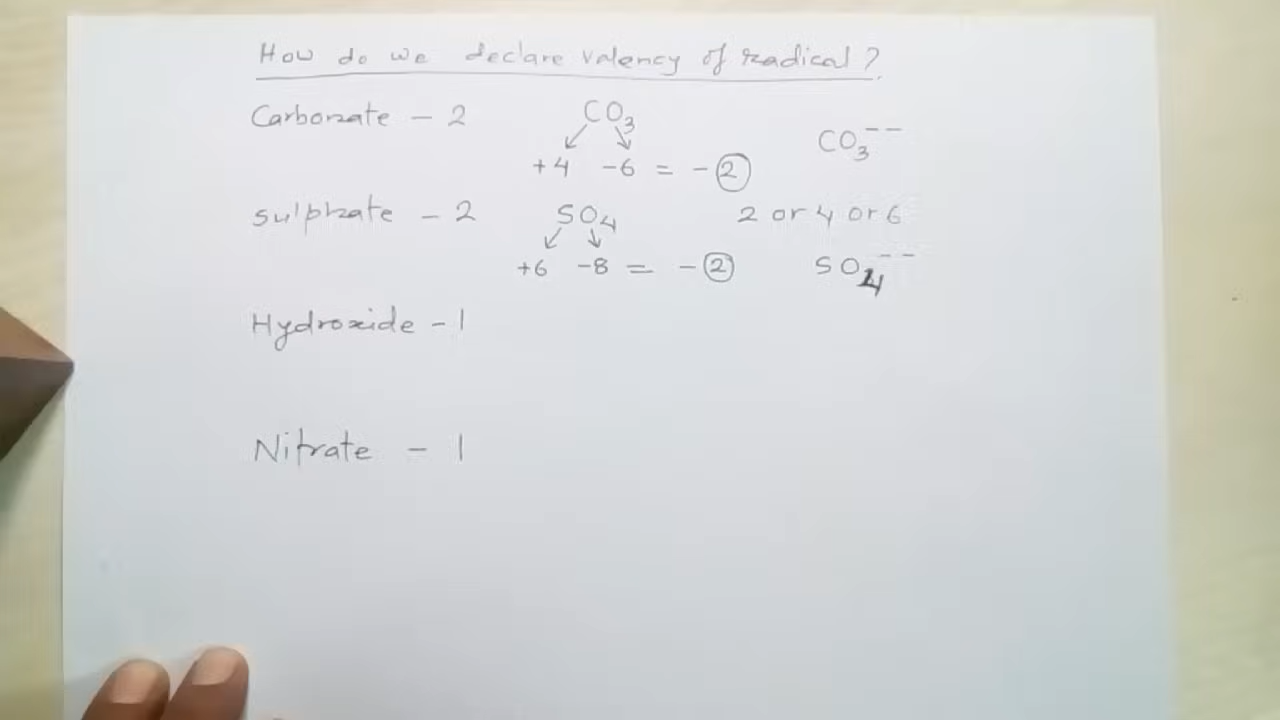 How do we declare valency of radical?
Carbonate - 2 CO3 CO3--
+4 -6 = -2
Sulphate - 2 SO4 2 or 4 or 6
+6 -8 = -2 SO4--
Hydroxide - 1
Nitrate - 1